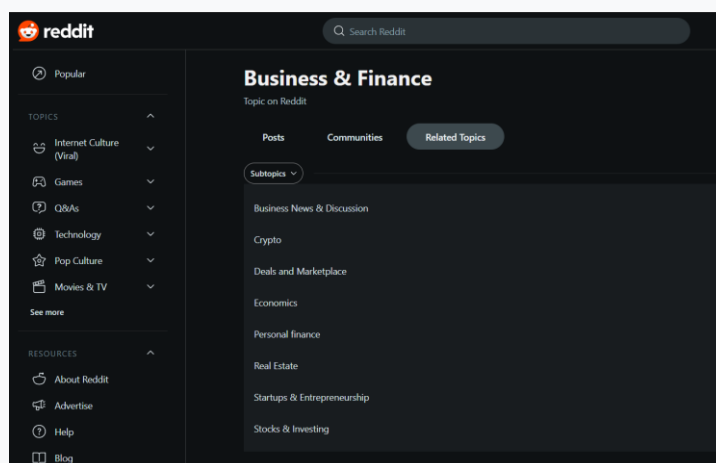 reddit
Search Reddit
Popular
TOPICS
Internet Culture
(Viral)
Games
Q&As
Technology
Pop Culture
Movies & TV
See more
RESOURCES
About Reddit
Advertise
Help
Blog
Business & Finance
Topic on Reddit
Posts
Communities
Related Topics
Subtopics
Business News & Discussion
Crypto
Deals and Marketplace
Economics
Personal finance
Real Estate
Startups & Entrepreneurship
Stocks & Investing